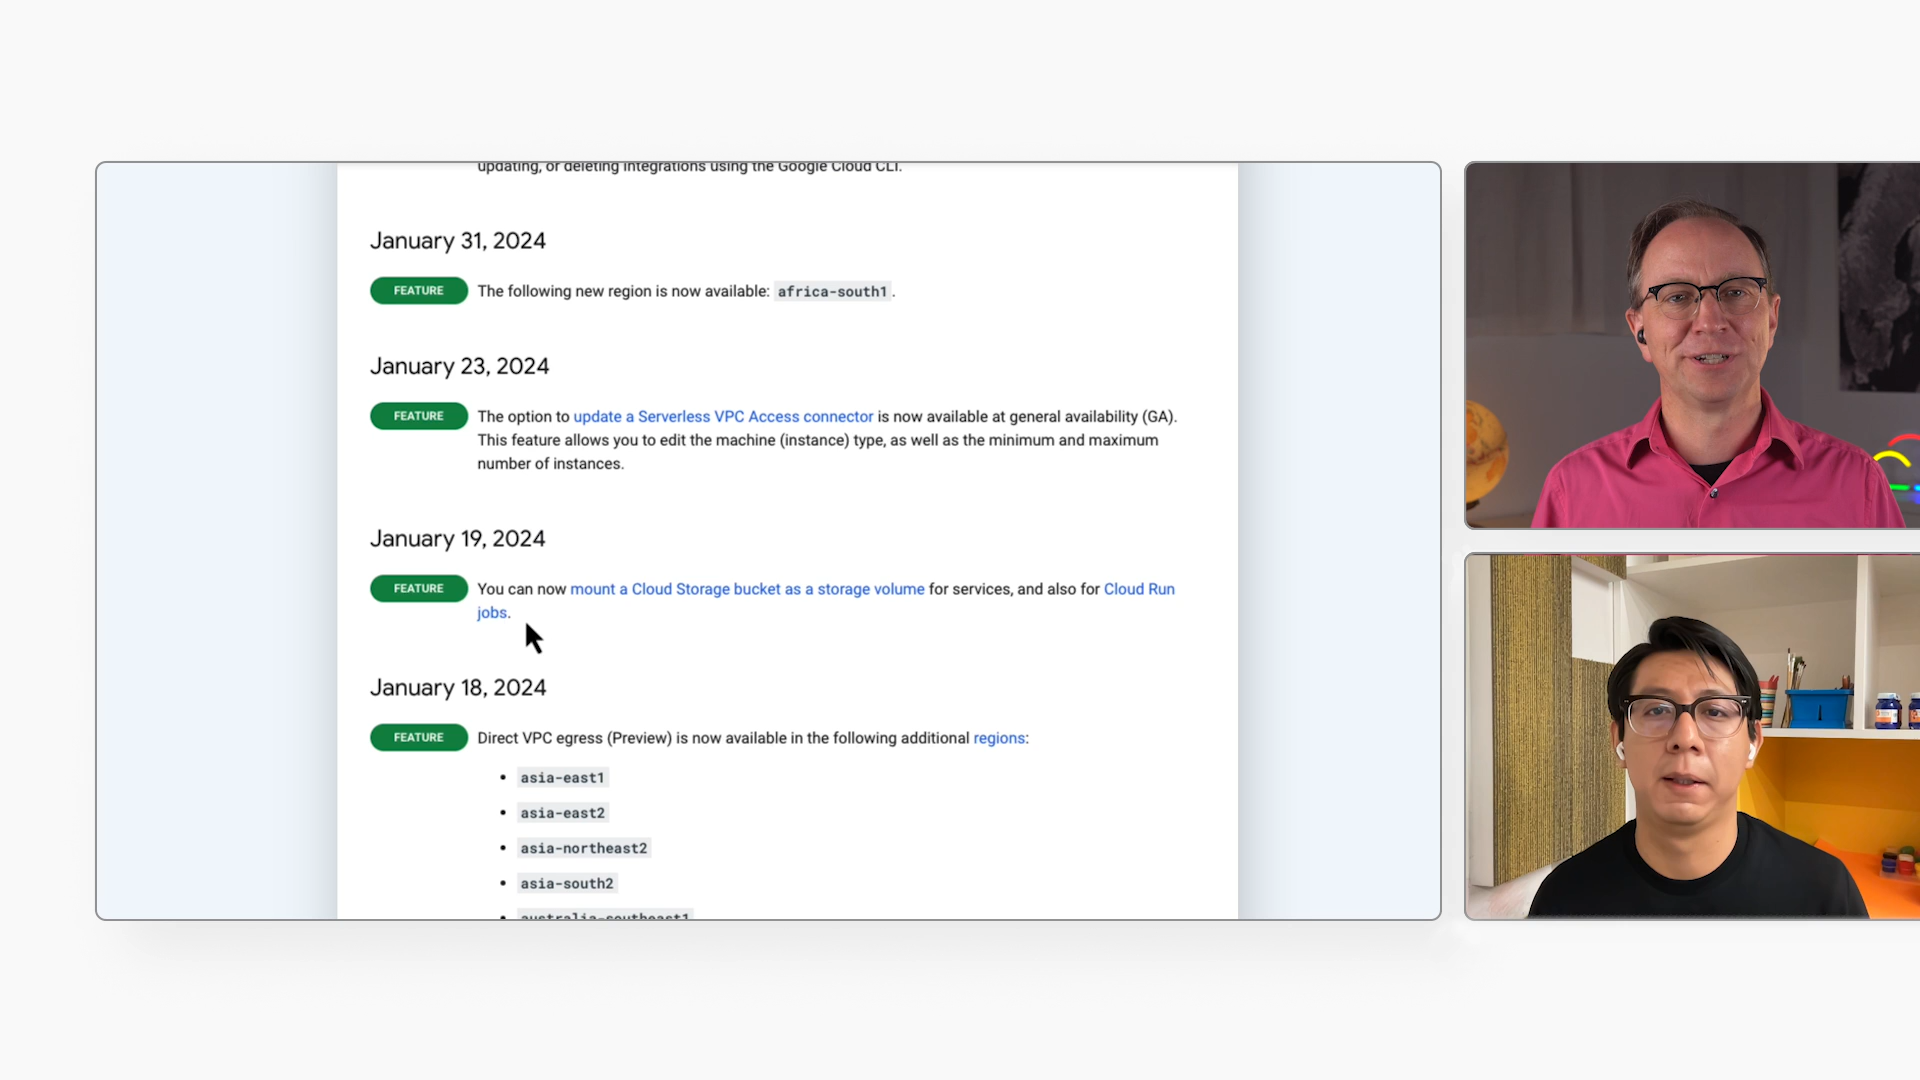 updating, or deleting integrations using the Google Cloud CLI.
January 31, 2024
FEATURE The following new region is now available: africa-south1.
January 23, 2024
FEATURE The option to update a Serverless VPC Access connector is now available at general availability (GA).
This feature allows you to edit the machine (instance) type, as well as the minimum and maximum
number of instances.
January 19, 2024
FEATURE You can now mount a Cloud Storage bucket as a storage volume for services, and also for Cloud Run
jobs.
January 18, 2024
FEATURE Direct VPC egress (Preview) is now available in the following additional regions:
• asia-east1
• asia-east2
• asia-northeast2
• asia-south2
• australia-southeast1